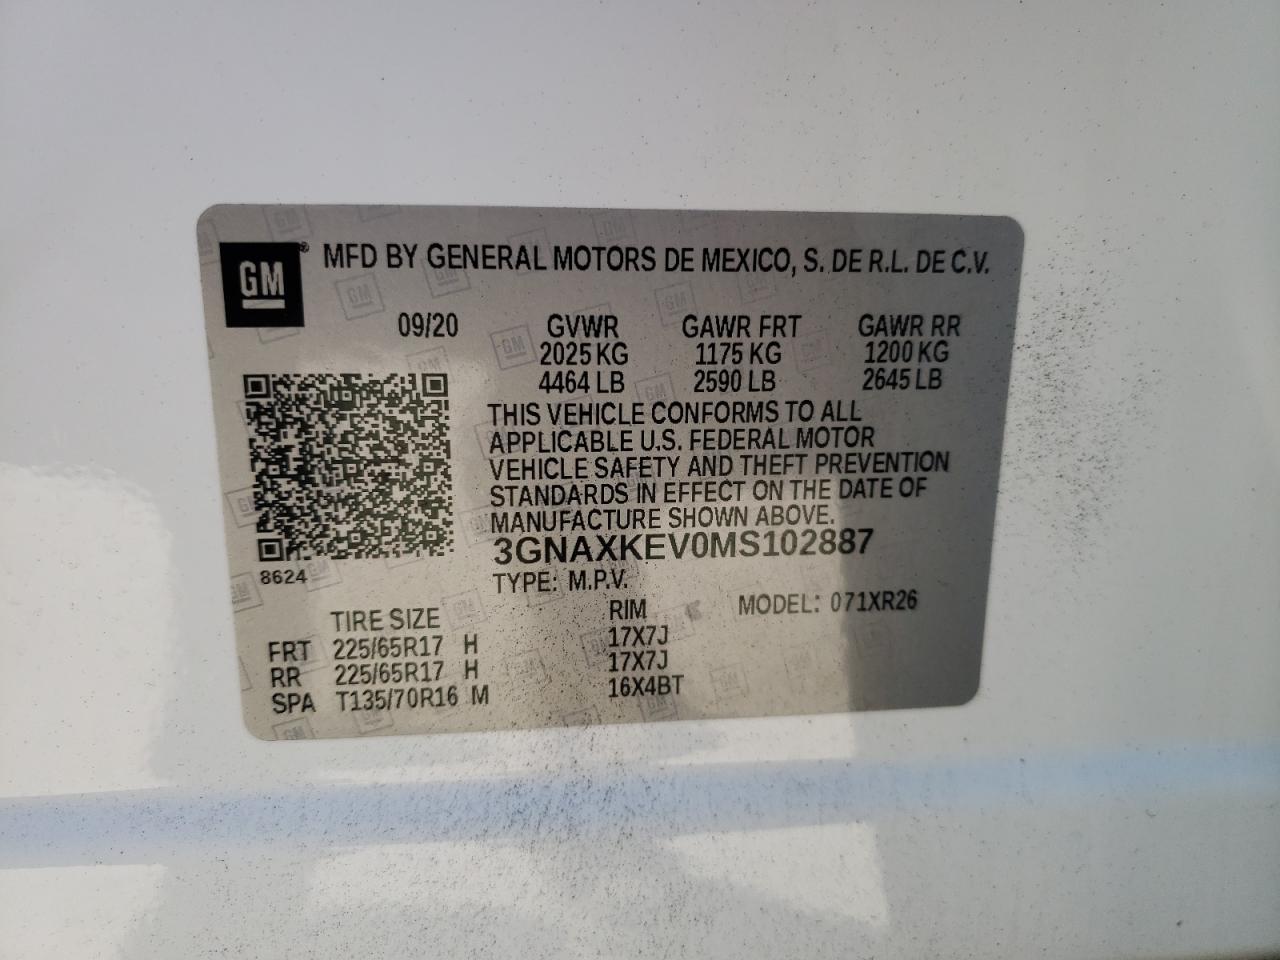 GM® MFD BY GENERAL MOTORS DE MEXICO, S. DE R.L. DE C.V.
09/20 GVWR GAWR FRT GAWR RR
2025 KG 1175 KG 1200 KG
4464 LB 2590 LB 2645 LB
THIS VEHICLE CONFORMS TO ALL
APPLICABLE U.S. FEDERAL MOTOR
VEHICLE SAFETY AND THEFT PREVENTION
STANDARDS IN EFFECT ON THE DATE OF
MANUFACTURE SHOWN ABOVE.
3GNAXKEV0MS102887
8624
TYPE: M.P.V.
MODEL: 071XR26
TIRE SIZE RIM
FRT 225/65R17 H 17X7J
RR 225/65R17 H 17X7J
SPA T135/70R16 M 16X4BT